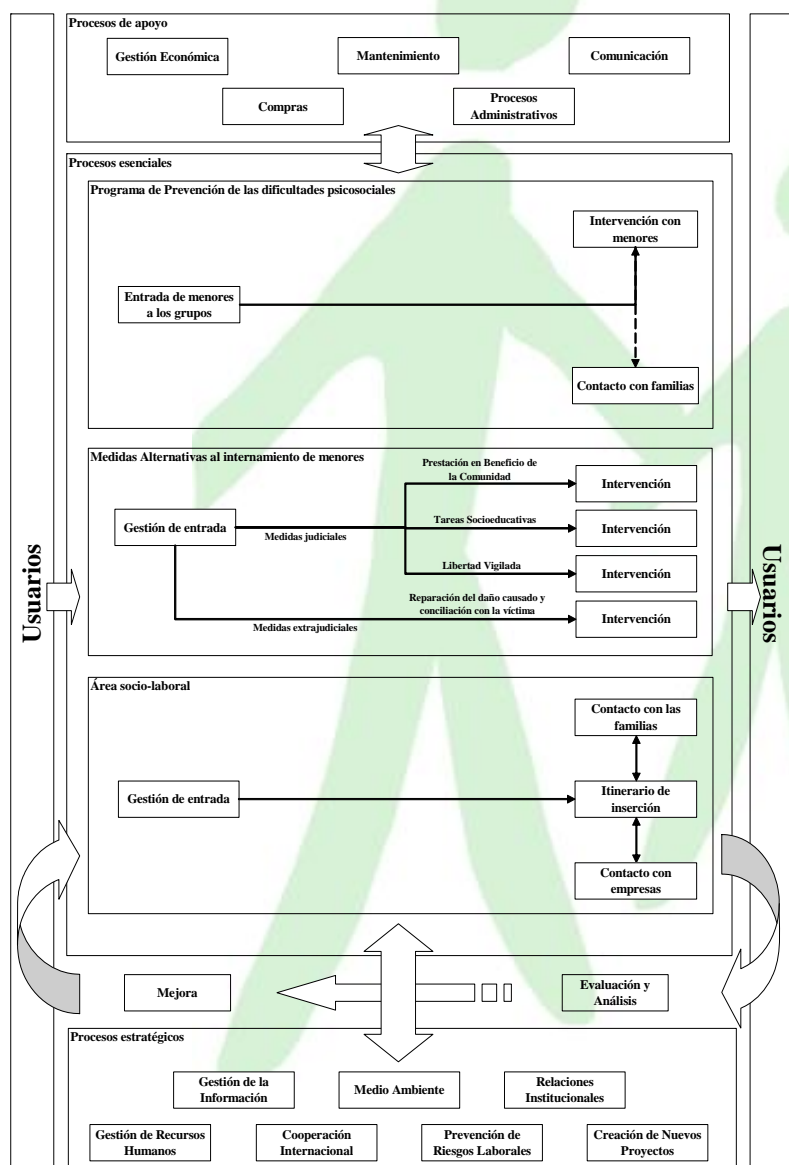 Procesos de apoyo
Gestión Económica
Mantenimiento
Comunicación
Compras
Procesos
Administrativos
Procesos esenciales
Programa de Prevención de las dificultades psicosociales
Intervención con
menores
Entrada de menores
a los grupos
Contacto con familias
Medidas Alternativas al internamiento de menores
Prestación en Beneficio de
la Comunidad
Intervención
Gestión de entrada
Medidas judiciales
Tareas Socioeducativas
Intervención
Libertad Vigilada
Intervención
Reparación del daño causado y
conciliación con la víctima
Intervención
Medidas extrajudiciales
Usuarios
Usuarios
Área socio-laboral
Contacto con las
familias
Gestión de entrada
Itinerario de
inserción
Contacto con
empresas
Mejora
Evaluación y
Análisis
Procesos estratégicos
Gestión de la
Información
Medio Ambiente
Relaciones
Institucionales
Gestión de Recursos
Humanos
Cooperación
Internacional
Prevención de
Riesgos Laborales
Creación de Nuevos
Proyectos